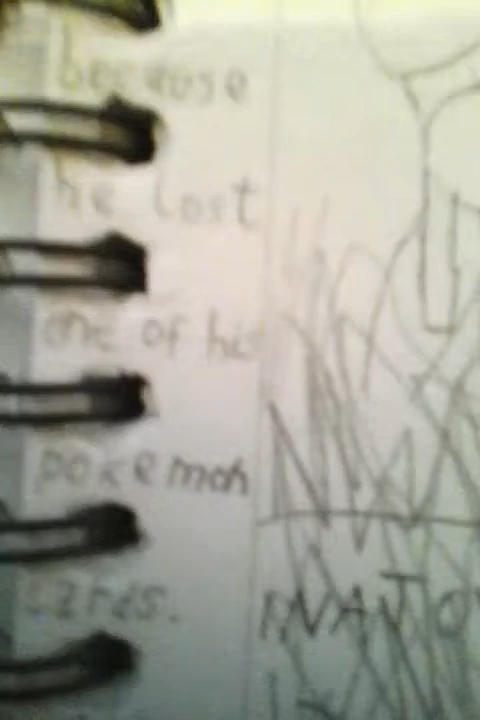 because
he lost
one of his
pokemon
cards.